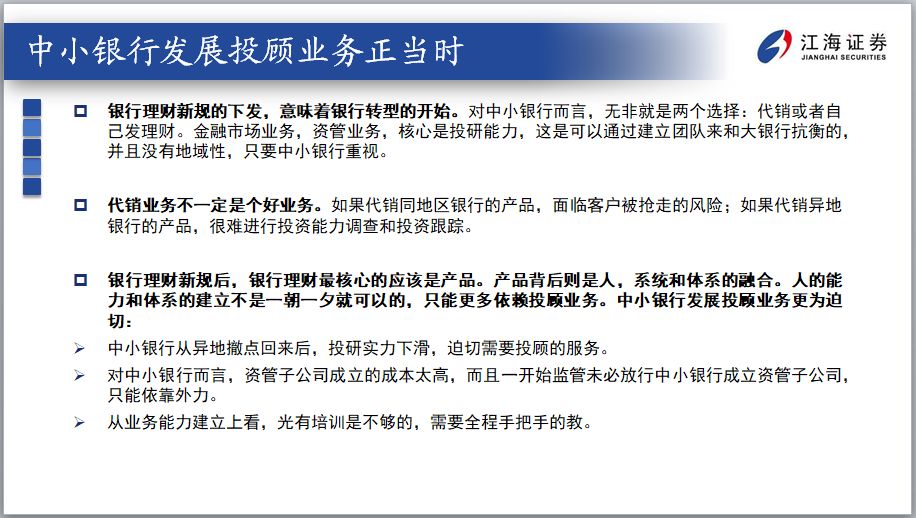 中小银行发展投顾业务正当时
江海证券
JIANGHAI SECURITIES
银行理财新规的下发，意味着银行转型的开始。对中小银行而言，无非就是两个选择：代销或者自
己发理财。金融市场业务，资管业务，核心是投研能力，这是可以通过建立团队来和大银行抗衡的，
并且没有地域性，只要中小银行重视。
代销业务不一定是个好业务。如果代销同地区银行的产品，面临客户被抢走的风险；如果代销异地
银行的产品，很难进行投资能力调查和投资跟踪。
银行理财新规后，银行理财最核心的应该是产品。产品背后则是人，系统和体系的融合。人的能
力和体系的建立不是一朝一夕就可以的，只能更多依赖投顾业务。中小银行发展投顾业务更为迫
切：
中小银行从异地撤点回来后，投研实力下滑，迫切需要投顾的服务。
对中小银行而言，资管子公司成立的成本太高，而且一开始监管未必放行中小银行成立资管子公司，
只能依靠外力。
从业务能力建立上看，光有培训是不够的，需要全程手把手的教。